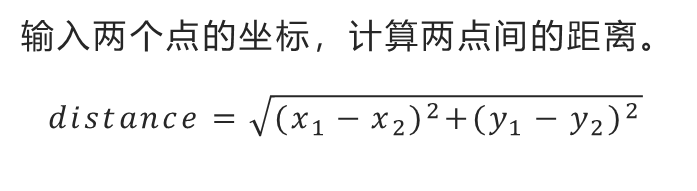 输入两个点的坐标，计算两点间的距离。
distance = √(x₁ − x₂)²+(y₁ − y₂)²